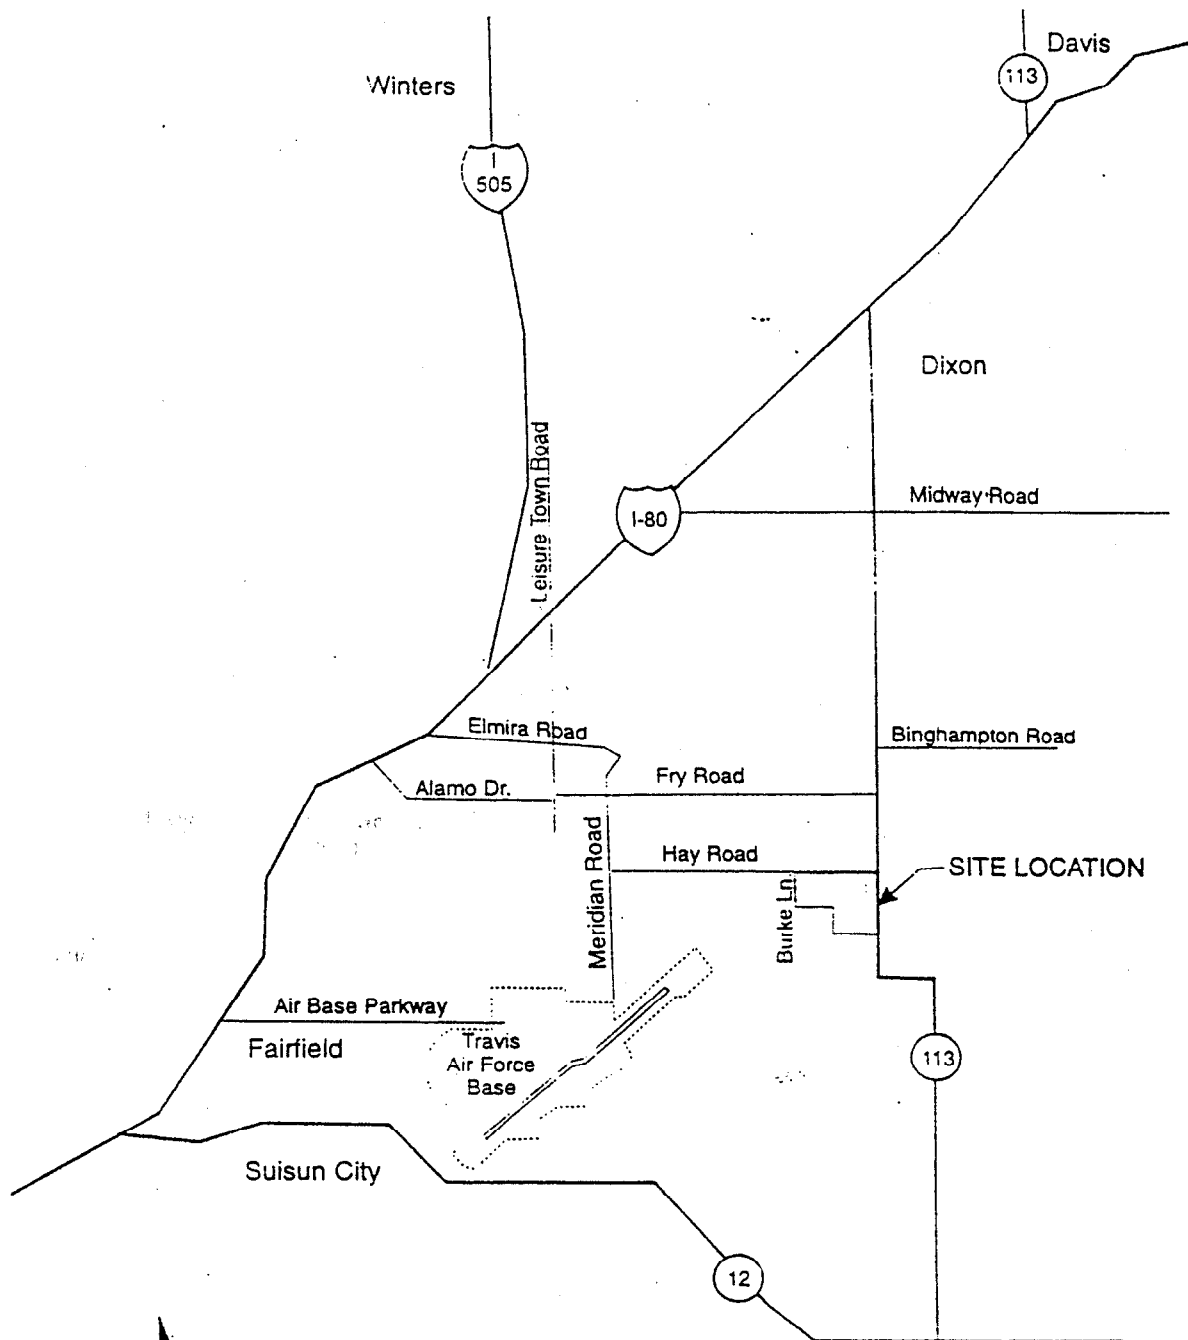 Davis
113
Winters
I
505
Dixon
Leisure Town Road
Midway Road
I-80
Elmira Road
Binghampton Road
Fry Road
Alamo Dr.
Meridian Road
Hay Road
SITE LOCATION
Burke Ln.
Air Base Parkway
Fairfield
Travis
Air Force
Base
113
Suisun City
12